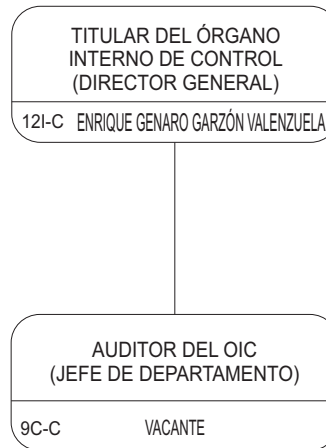 TITULAR DEL ÓRGANO
INTERNO DE CONTROL
(DIRECTOR GENERAL)
12I-C ENRIQUE GENARO GARZÓN VALENZUELA
AUDITOR DEL OIC
(JEFE DE DEPARTAMENTO)
9C-C VACANTE